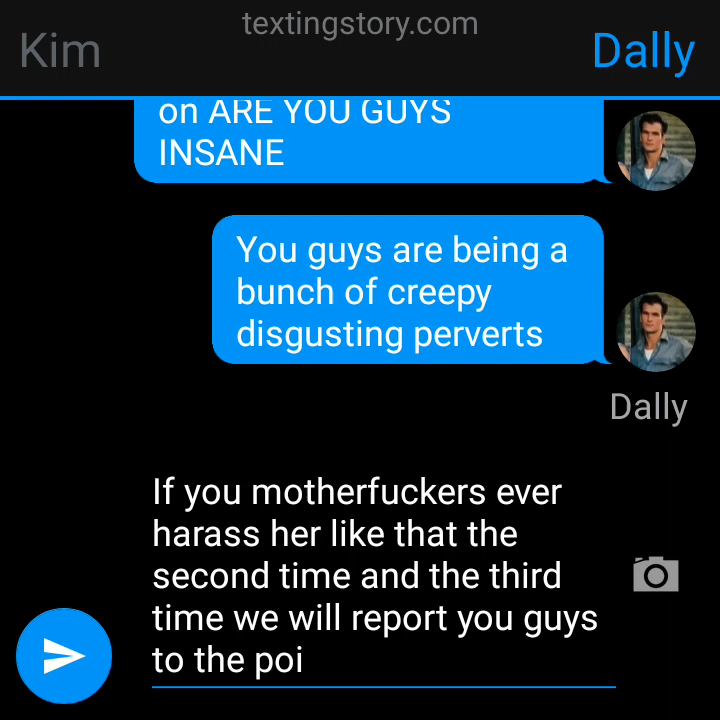 textingstory.com
Kim
Dally
on ARE YOU GUYS
INSANE
You guys are being a
bunch of creepy
disgusting perverts
Dally
If you motherfuckers ever
harass her like that the
second time and the third
time we will report you guys
to the poi